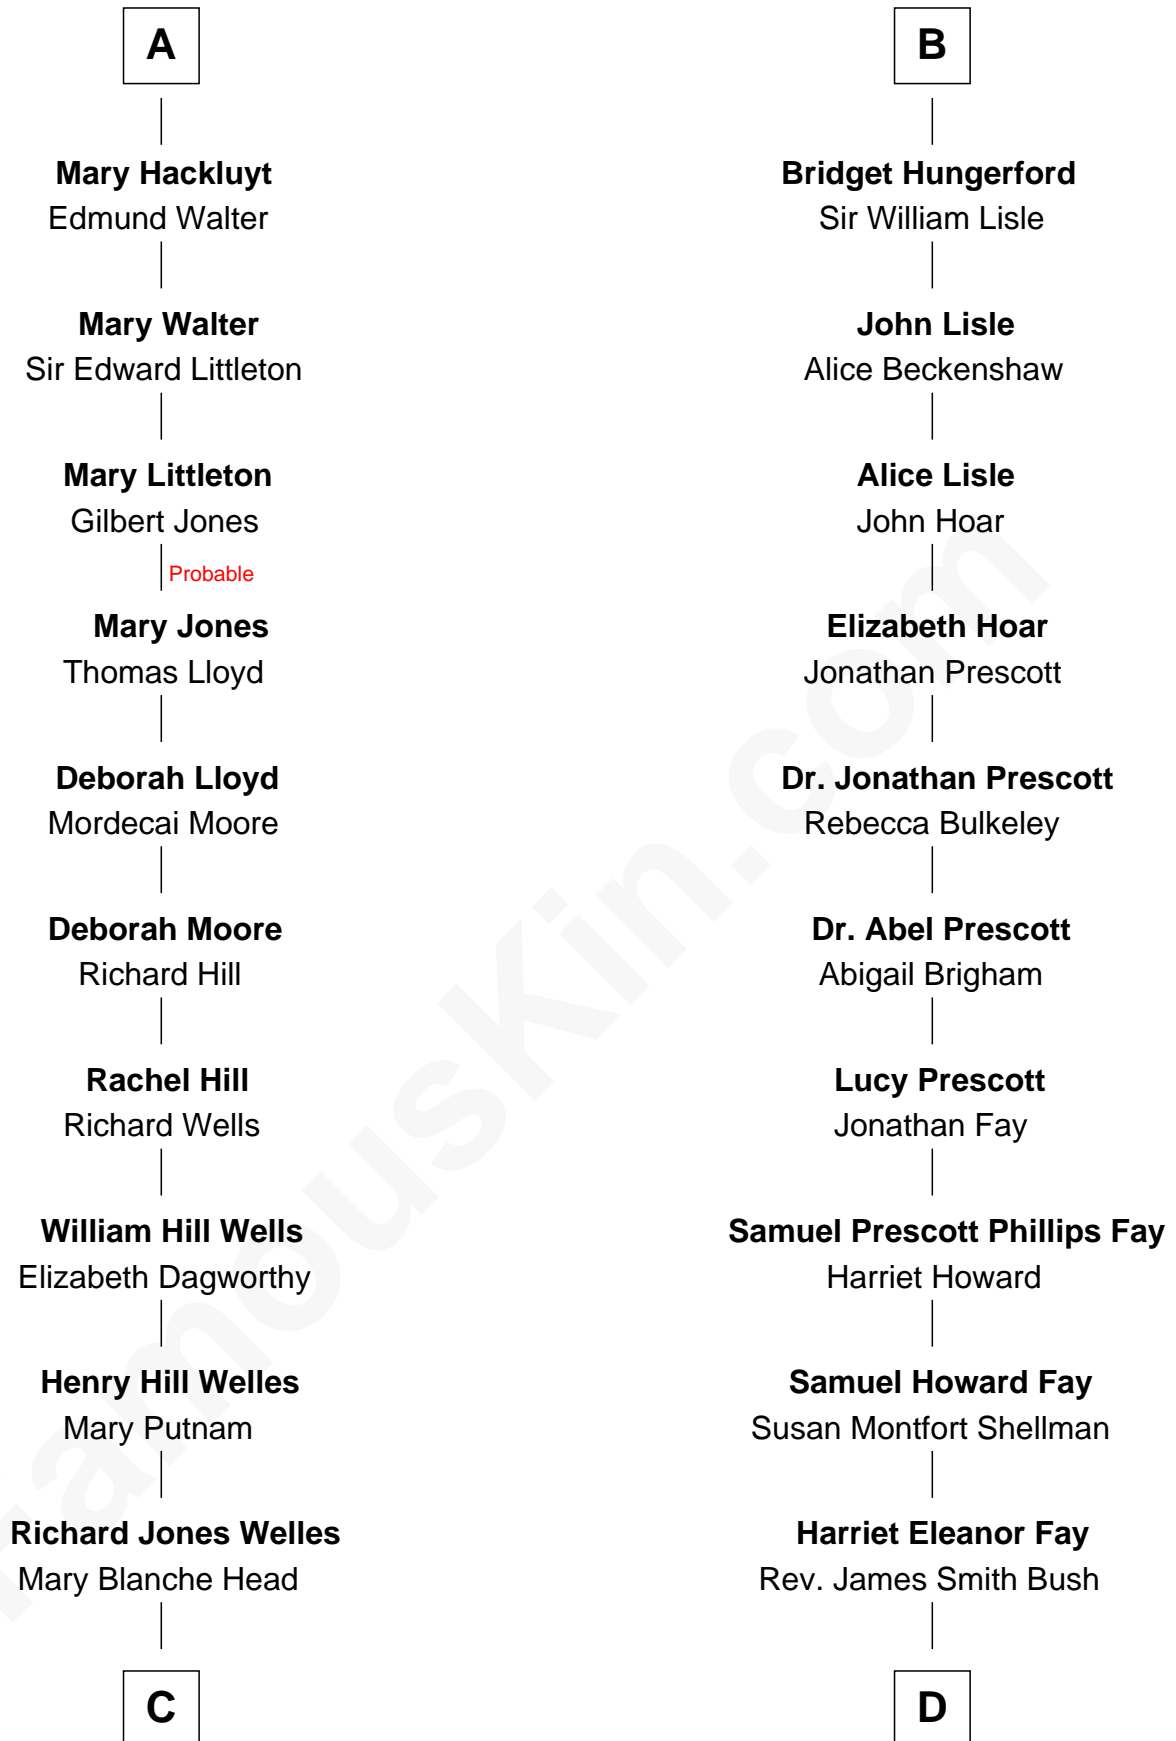 A
Mary Hackluyt
Edmund Walter
Mary Walter
Sir Edward Littleton
Mary Littleton
Gilbert Jones
Probable
Mary Jones
Thomas Lloyd
Deborah Lloyd
Mordecai Moore
Deborah Moore
Richard Hill
Rachel Hill
Richard Wells
William Hill Wells
Elizabeth Dagworthy
Henry Hill Welles
Mary Putnam
Richard Jones Welles
Mary Blanche Head
C
B
Bridget Hungerford
Sir William Lisle
John Lisle
Alice Beckenshaw
Alice Lisle
John Hoar
Elizabeth Hoar
Jonathan Prescott
Dr. Jonathan Prescott
Rebecca Bulkeley
Dr. Abel Prescott
Abigail Brigham
Lucy Prescott
Jonathan Fay
Samuel Prescott Phillips Fay
Harriet Howard
Samuel Howard Fay
Susan Montfort Shellman
Harriet Eleanor Fay
Rev. James Smith Bush
D
FamousKin.com